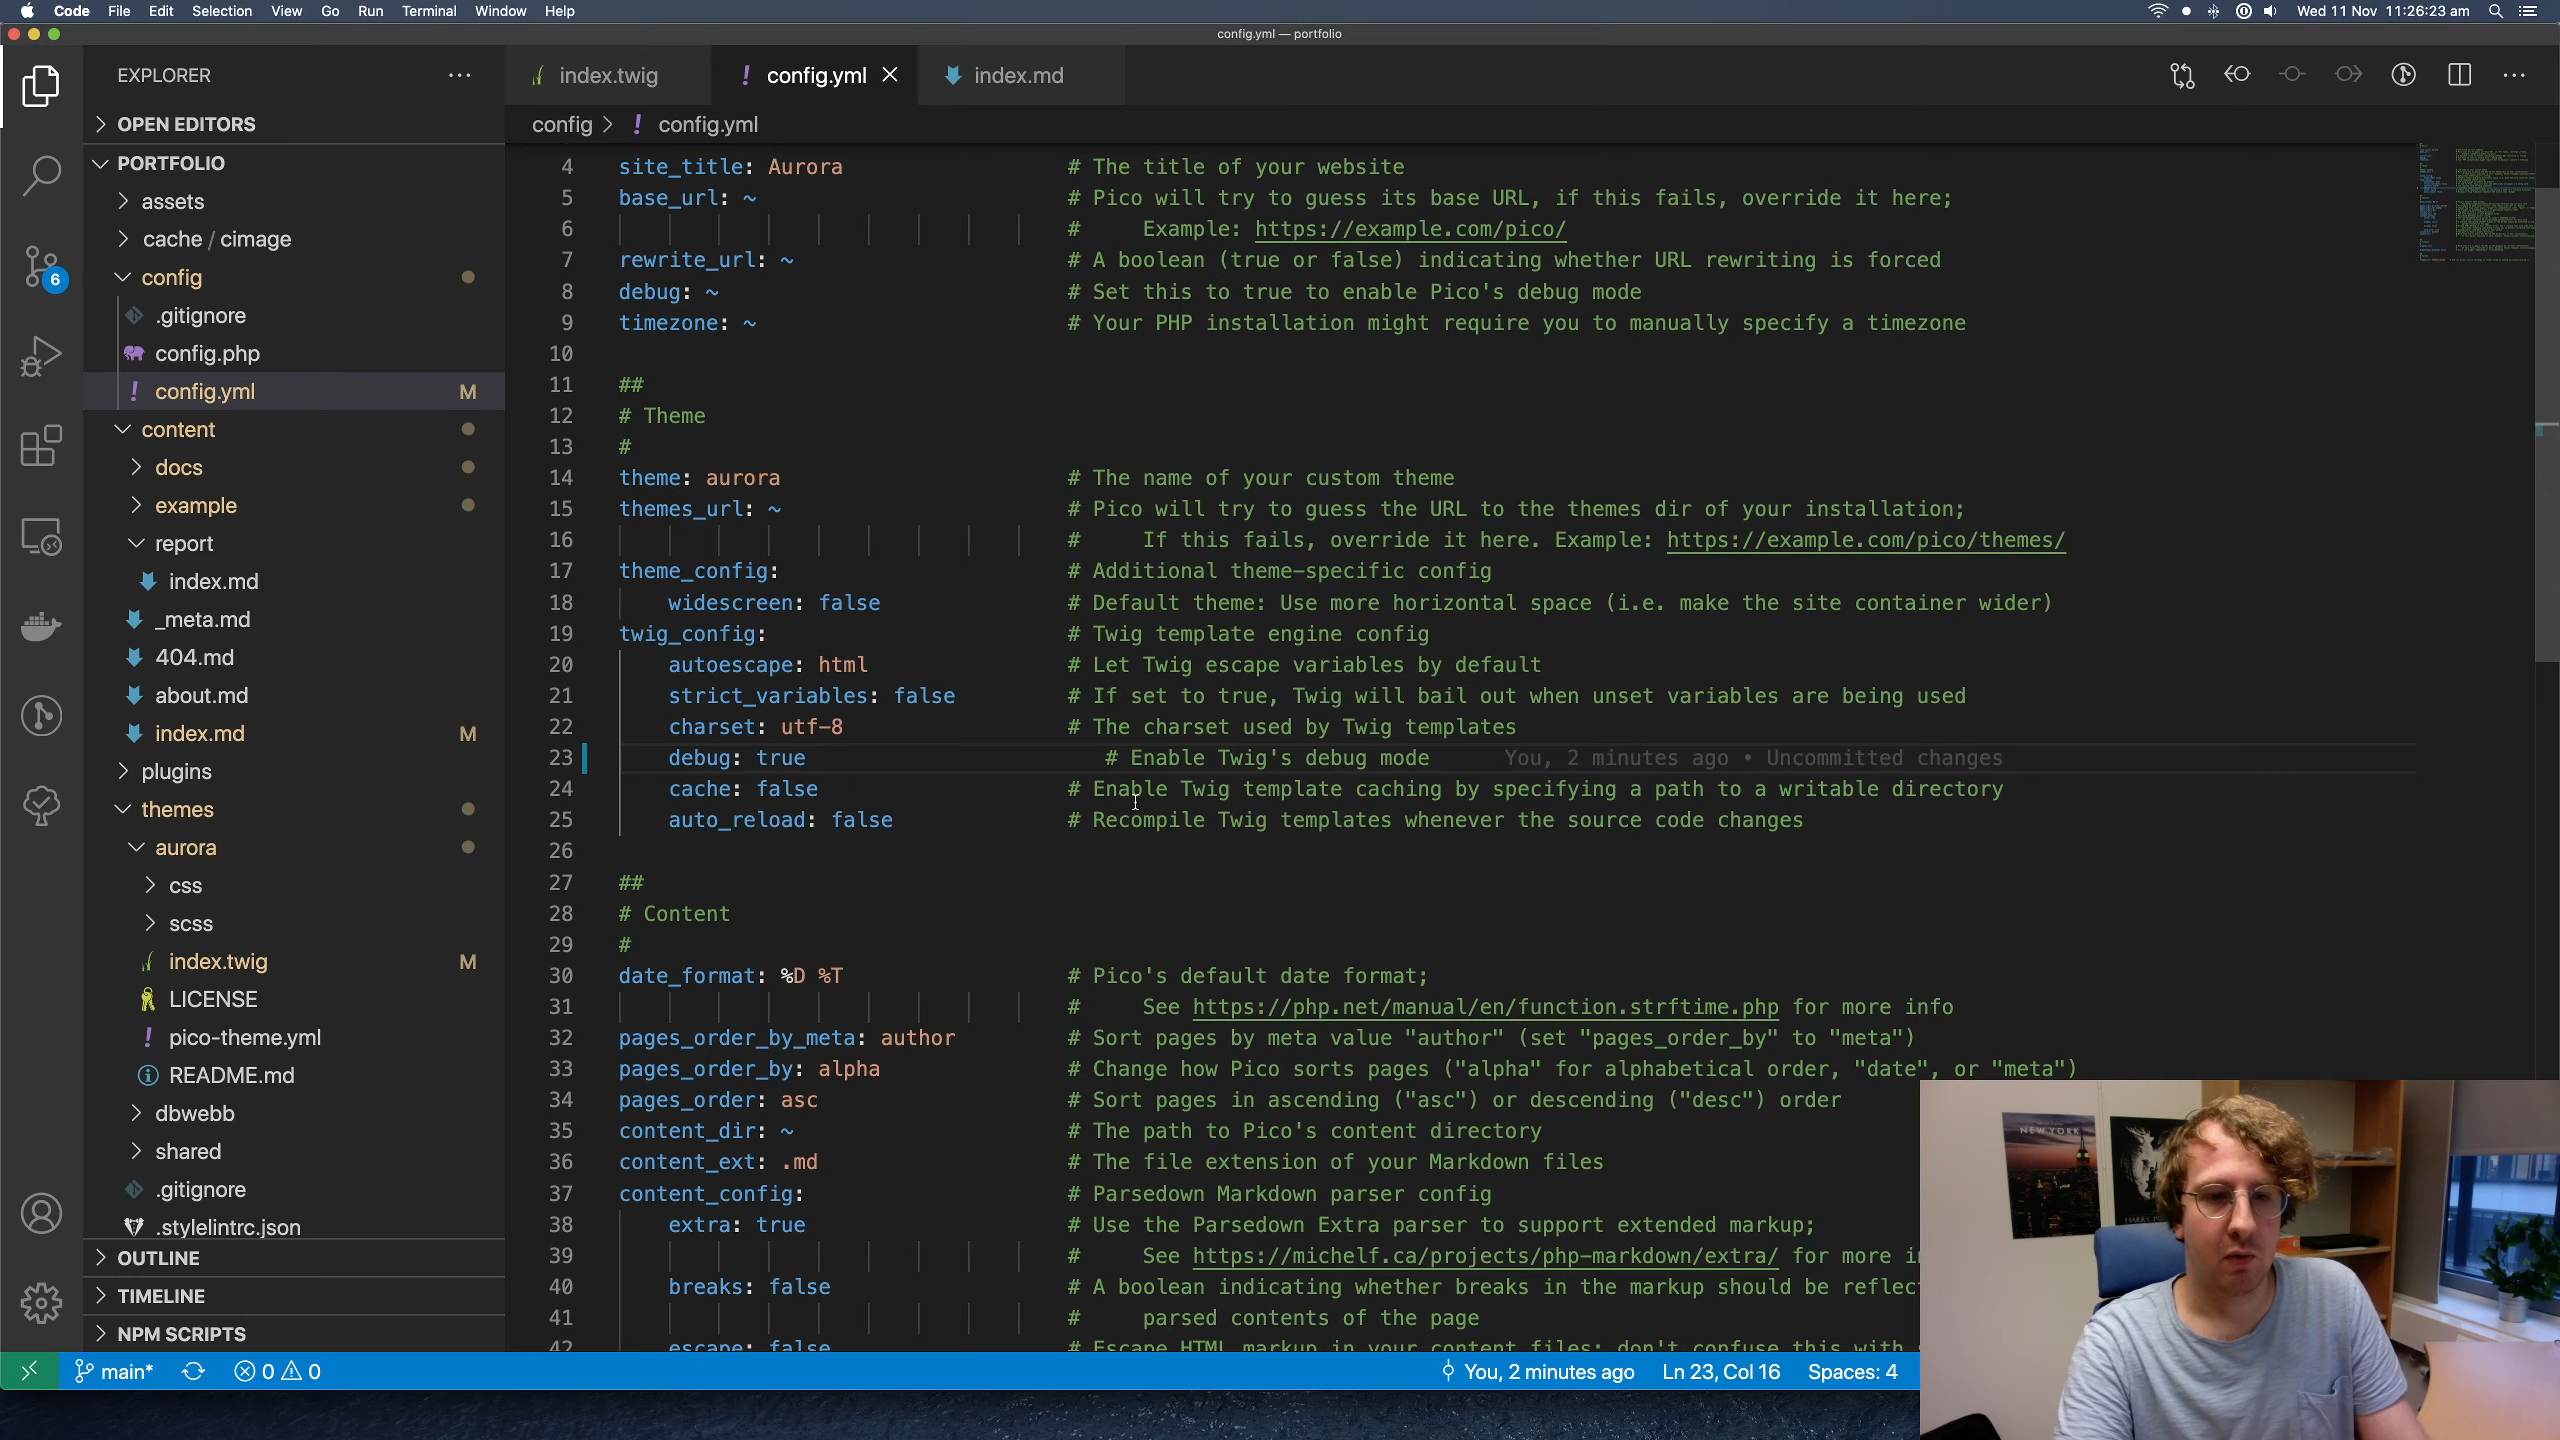 Code File Edit Selection View Go Run Terminal Window Help
Wed 11 Nov 11:26:23 am
config.yml — portfolio
EXPLORER
index.twig
! config.yml
index.md
OPEN EDITORS
config > ! config.yml
PORTFOLIO
assets
cache / cimage
config
.gitignore
config.php
! config.yml M
content
docs
example
report
index.md
_meta.md
404.md
about.md
index.md M
plugins
themes
aurora
css
scss
index.twig M
LICENSE
! pico-theme.yml
README.md
dbwebb
shared
.gitignore
.stylelintrc.json
OUTLINE
TIMELINE
NPM SCRIPTS
6
4 site_title: Aurora # The title of your website
5 base_url: ~ # Pico will try to guess its base URL, if this fails, override it here;
6 # Example: https://example.com/pico/
7 rewrite_url: ~ # A boolean (true or false) indicating whether URL rewriting is forced
8 debug: ~ # Set this to true to enable Pico's debug mode
9 timezone: ~ # Your PHP installation might require you to manually specify a timezone
10
11 ##
12 # Theme
13 #
14 theme: aurora # The name of your custom theme
15 themes_url: ~ # Pico will try to guess the URL to the themes dir of your installation;
16 # If this fails, override it here. Example: https://example.com/pico/themes/
17 theme_config: # Additional theme-specific config
18 widescreen: false # Default theme: Use more horizontal space (i.e. make the site container wider)
19 twig_config: # Twig template engine config
20 autoescape: html # Let Twig escape variables by default
21 strict_variables: false # If set to true, Twig will bail out when unset variables are being used
22 charset: utf-8 # The charset used by Twig templates
23 debug: true # Enable Twig's debug mode You, 2 minutes ago • Uncommitted changes
24 cache: false # Enable Twig template caching by specifying a path to a writable directory
25 auto_reload: false # Recompile Twig templates whenever the source code changes
26
27 ##
28 # Content
29 #
30 date_format: %D %T # Pico's default date format;
31 # See https://php.net/manual/en/function.strftime.php for more info
32 pages_order_by_meta: author # Sort pages by meta value "author" (set "pages_order_by" to "meta")
33 pages_order_by: alpha # Change how Pico sorts pages ("alpha" for alphabetical order, "date", or "meta")
34 pages_order: asc # Sort pages in ascending ("asc") or descending ("desc") order
35 content_dir: ~ # The path to Pico's content directory
36 content_ext: .md # The file extension of your Markdown files
37 content_config: # Parsedown Markdown parser config
38 extra: true # Use the Parsedown Extra parser to support extended markup;
39 # See https://michelf.ca/projects/php-markdown/extra/ for more i
40 breaks: false # A boolean indicating whether breaks in the markup should be reflec
41 # parsed contents of the page
42 escape: false # Escape HTML markup in your content files; don't confuse this with
NEW YORK
HARRY P
main* 0 0 You, 2 minutes ago Ln 23, Col 16 Spaces: 4